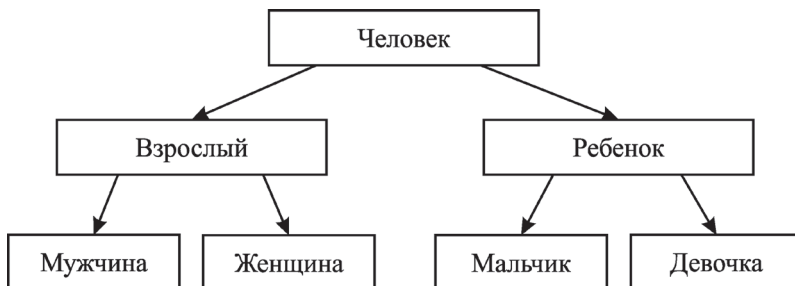 Человек
Взрослый
Ребенок
Мужчина
Женщина
Мальчик
Девочка